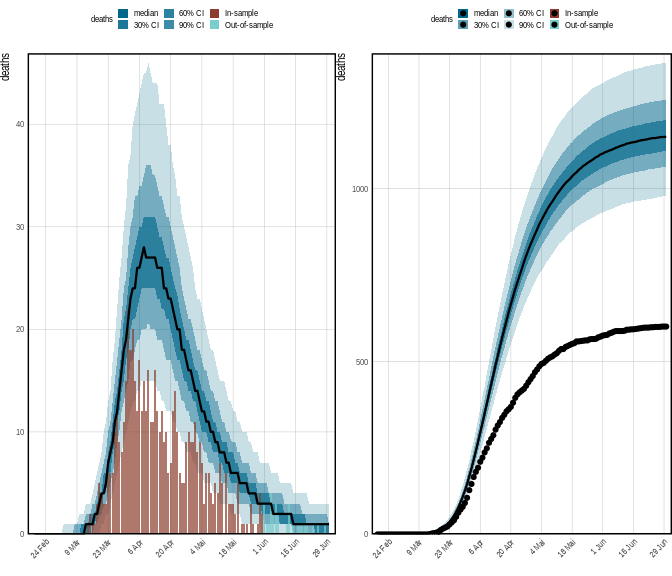 deaths median 60% CI In-sample
30% CI 90% CI Out-of-sample
deaths
40
30
20
10
0
24 Feb 9 Mär 23 Mär 6 Apr 20 Apr 4 Mai 18 Mai 1 Jun 15 Jun 29 Jun
deaths median 60% CI In-sample
30% CI 90% CI Out-of-sample
deaths
1000
500
0
24 Feb 9 Mär 23 Mär 6 Apr 20 Apr 4 Mai 18 Mai 1 Jun 15 Jun 29 Jun